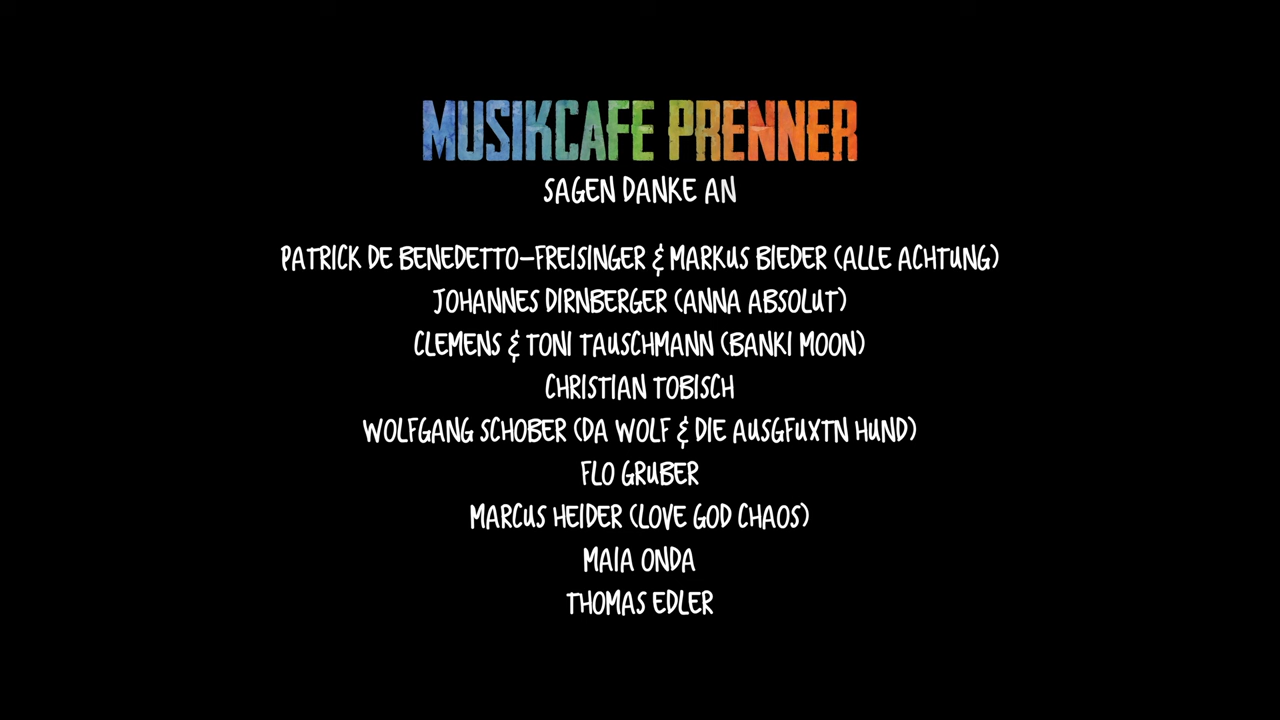 MUSIKCAFE PRENNER
SAGEN DANKE AN
PATRICK DE BENEDETTO-FREISINGER & MARKUS BIEDER (ALLE ACHTUNG)
JOHANNES DIRNBERGER (ANNA ABSOLUT)
CLEMENS & TONI TAUSCHMANN (BANKI MOON)
CHRISTIAN TOBISCH
WOLFGANG SCHOBER (DA WOLF & DIE AUSGFUXTN HUND)
FLO GRUBER
MARCUS HEIDER (LOVE GOD CHAOS)
MAIA ONDA
THOMAS EDLER